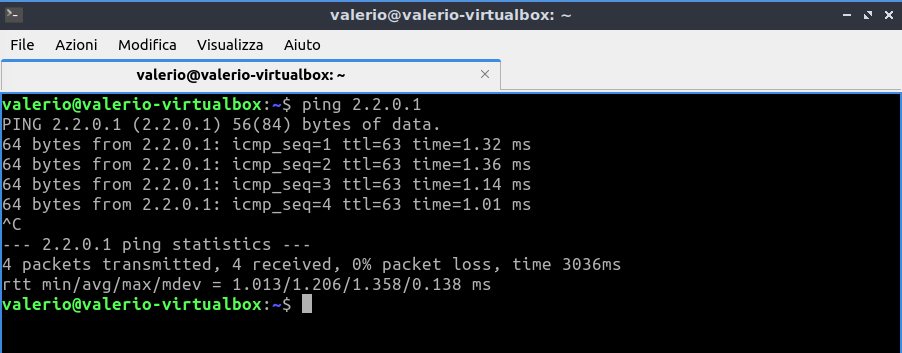 valerio@valerio-virtualbox: ~
File Azioni Modifica Visualizza Aiuto
valerio@valerio-virtualbox: ~
valerio@valerio-virtualbox:~$ ping 2.2.0.1
PING 2.2.0.1 (2.2.0.1) 56(84) bytes of data.
64 bytes from 2.2.0.1: icmp_seq=1 ttl=63 time=1.32 ms
64 bytes from 2.2.0.1: icmp_seq=2 ttl=63 time=1.36 ms
64 bytes from 2.2.0.1: icmp_seq=3 ttl=63 time=1.14 ms
64 bytes from 2.2.0.1: icmp_seq=4 ttl=63 time=1.01 ms
^C
--- 2.2.0.1 ping statistics ---
4 packets transmitted, 4 received, 0% packet loss, time 3036ms
rtt min/avg/max/mdev = 1.013/1.206/1.358/0.138 ms
valerio@valerio-virtualbox:~$